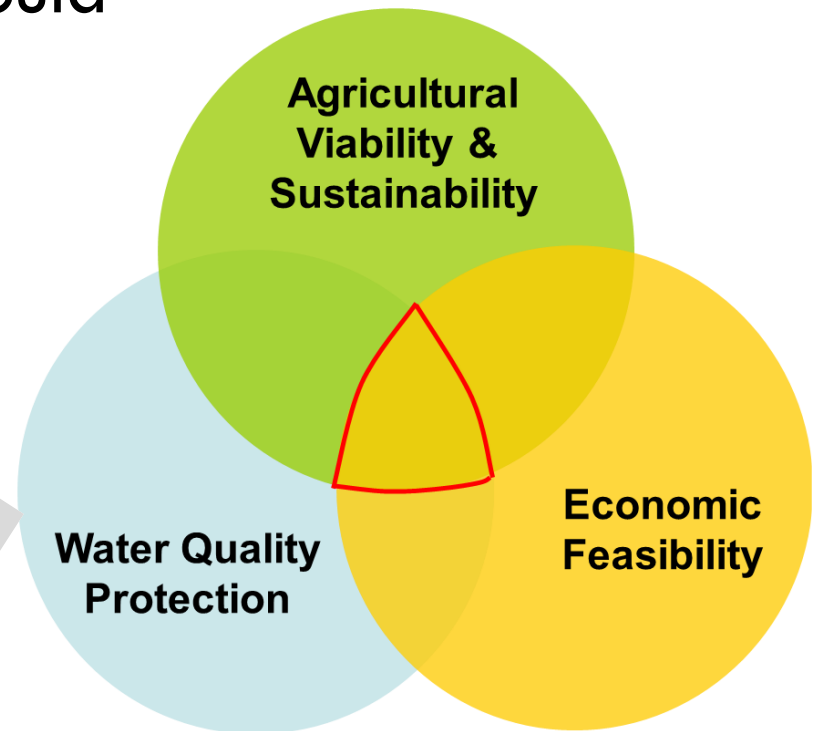 Agricultural
Viability &
Sustainability
Economic
Feasibility
Water Quality
Protection